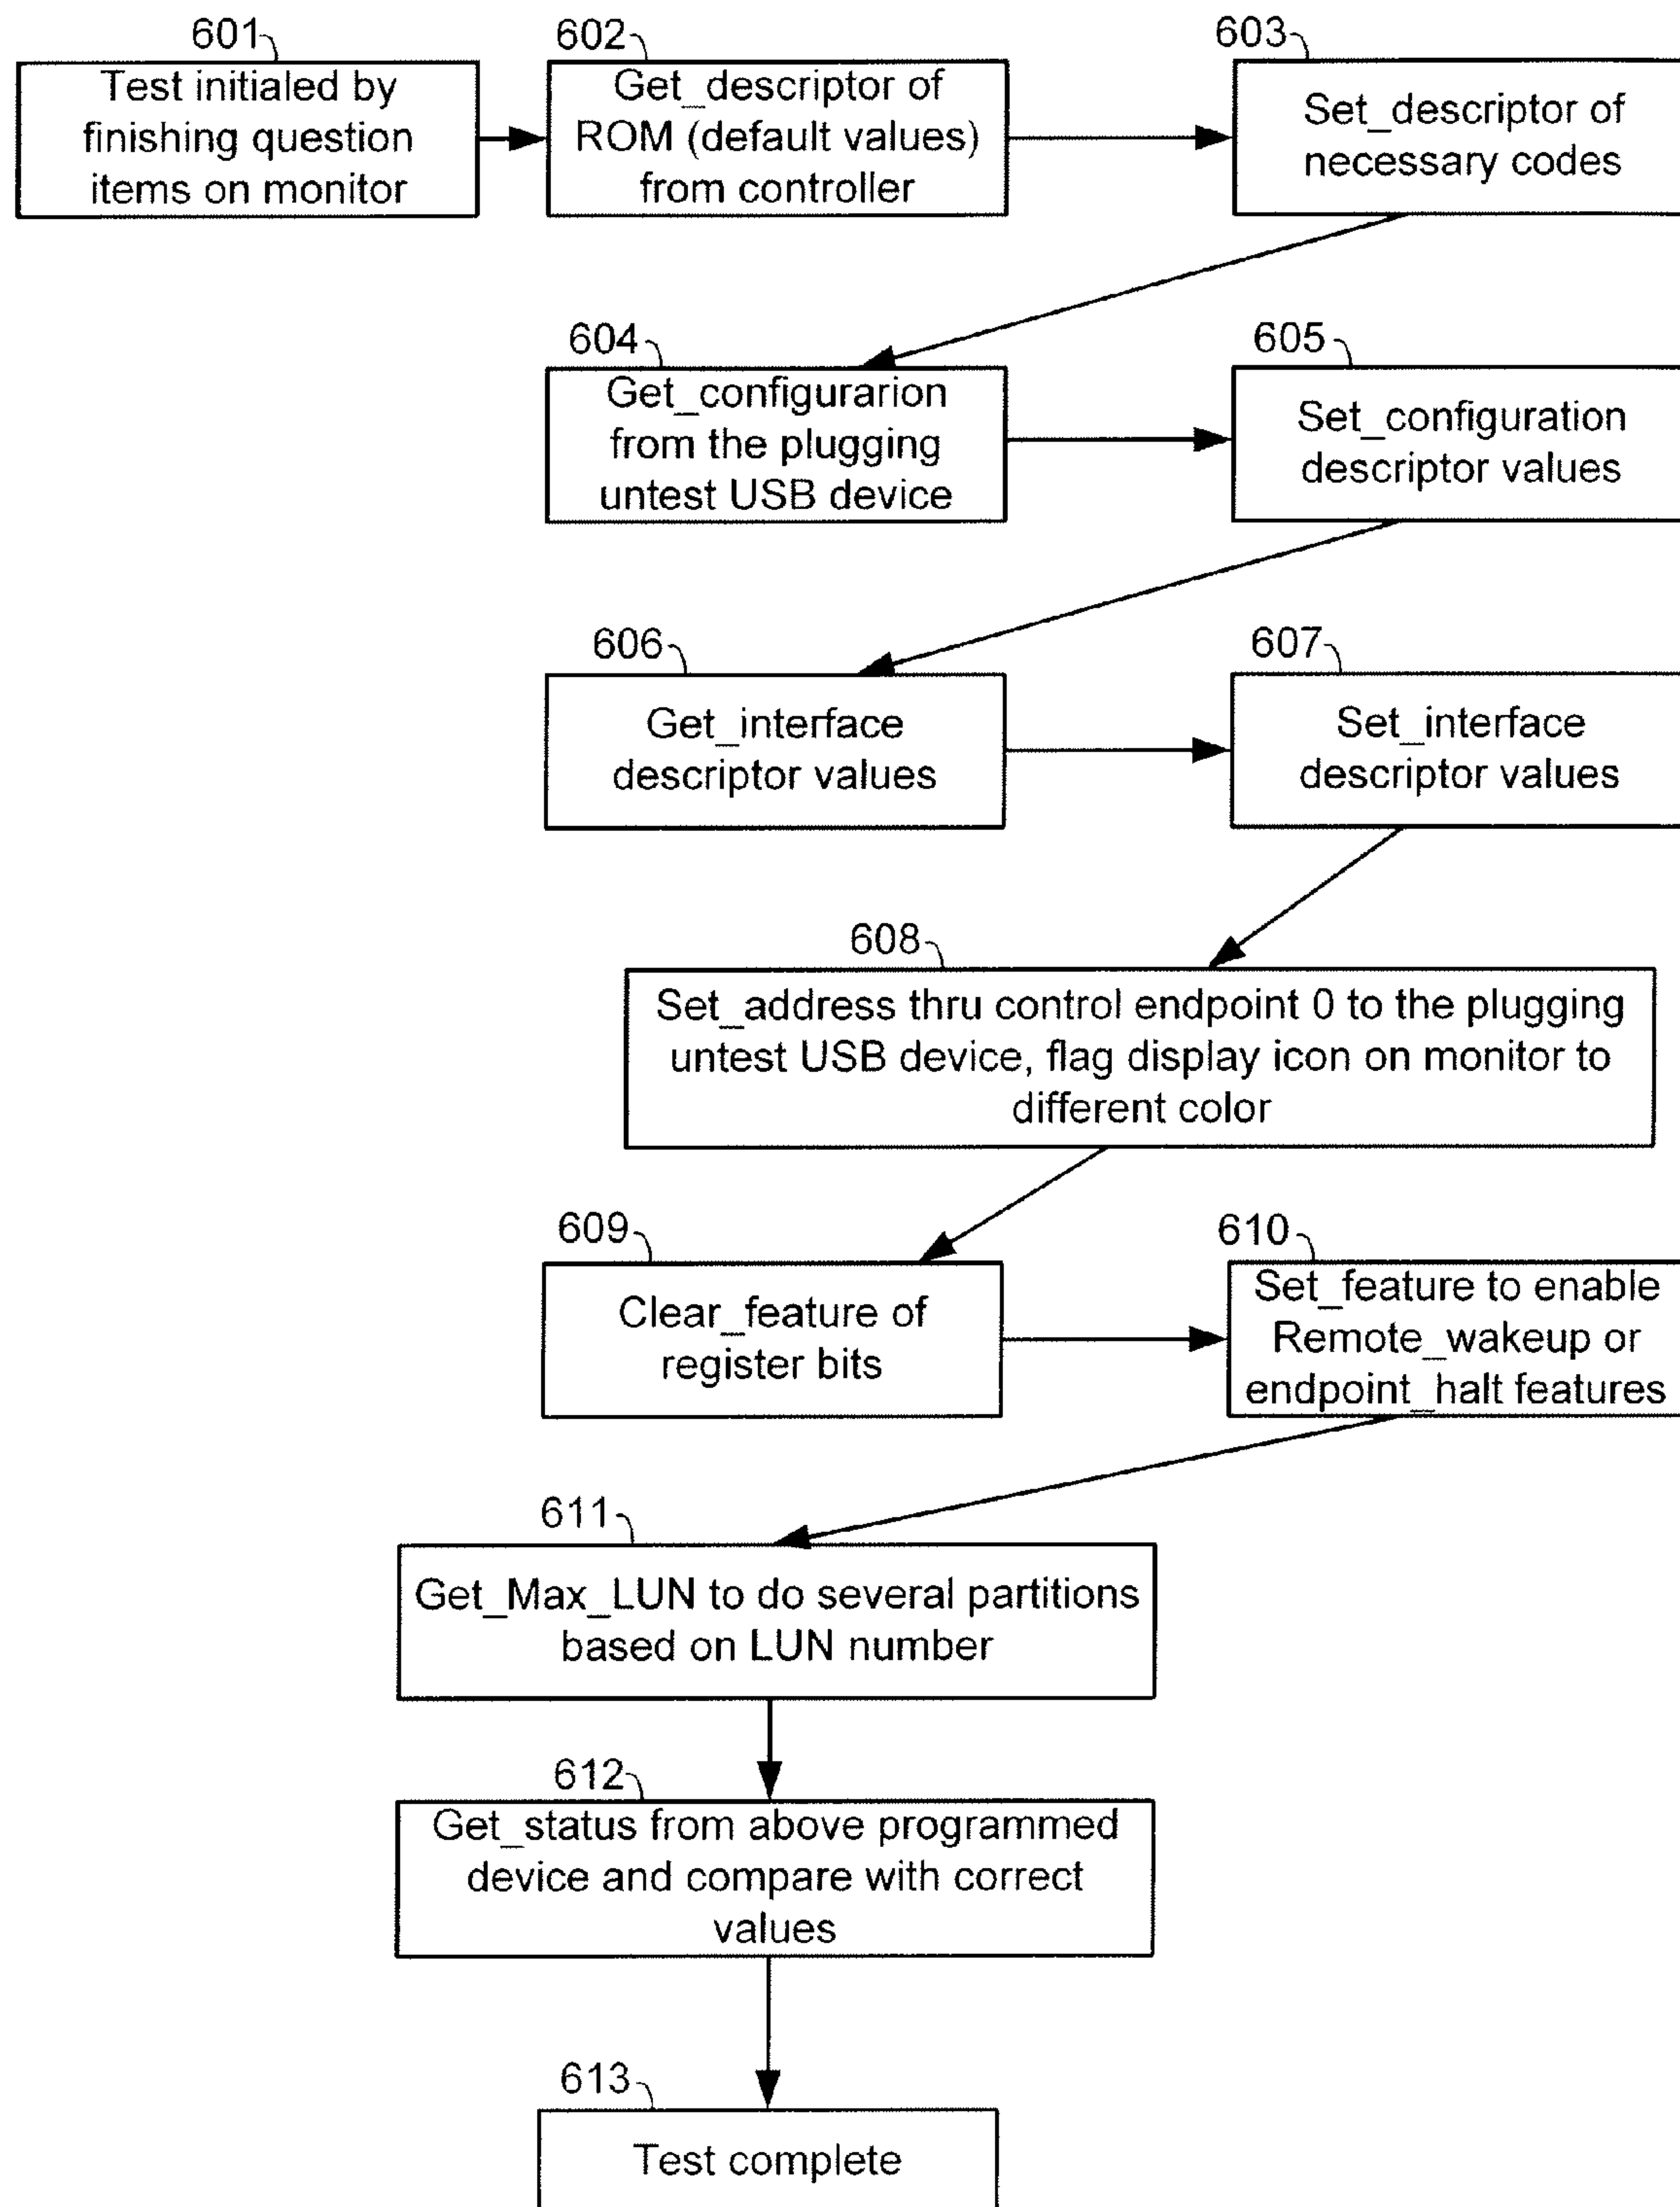 601
Test initialed by
finishing question
items on monitor
602
Get_descriptor of
ROM (default values)
from controller
603
Set_descriptor of
necessary codes
604
Get_configurarion
from the plugging
untest USB device
605
Set_configuration
descriptor values
606
Get_interface
descriptor values
607
Set_interface
descriptor values
608
Set_address thru control endpoint 0 to the plugging
untest USB device, flag display icon on monitor to
different color
609
Clear_feature of
register bits
610
Set_feature to enable
Remote_wakeup or
endpoint_halt features
611
Get_Max_LUN to do several partitions
based on LUN number
612
Get_status from above programmed
device and compare with correct
values
613
Test complete